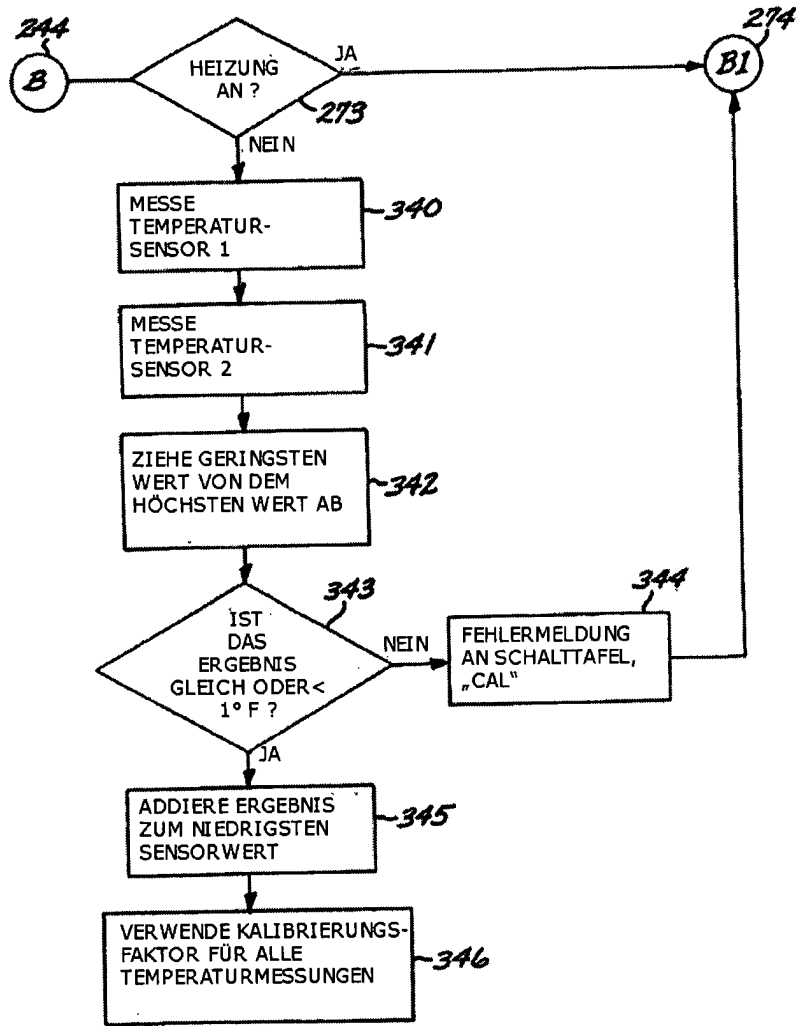 244
B
HEIZUNG
AN ?
JA
273
NEIN
274
B1
MESSE
TEMPERATUR-
SENSOR 1
340
MESSE
TEMPERATUR-
SENSOR 2
341
ZIEHE GERINGSTEN
WERT VON DEM
HÖCHSTEN WERT AB
342
343
IST
DAS
ERGEBNIS
GLEICH ODER<
1° F ?
NEIN
344
FEHLERMELDUNG
AN SCHALTTAFEL,
„CAL“
JA
ADDIERE ERGEBNIS
ZUM NIEDRIGSTEN
SENSORWERT
345
VERWENDE KALIBRIERUNGS-
FAKTOR FÜR ALLE
TEMPERATURMESSUNGEN
346